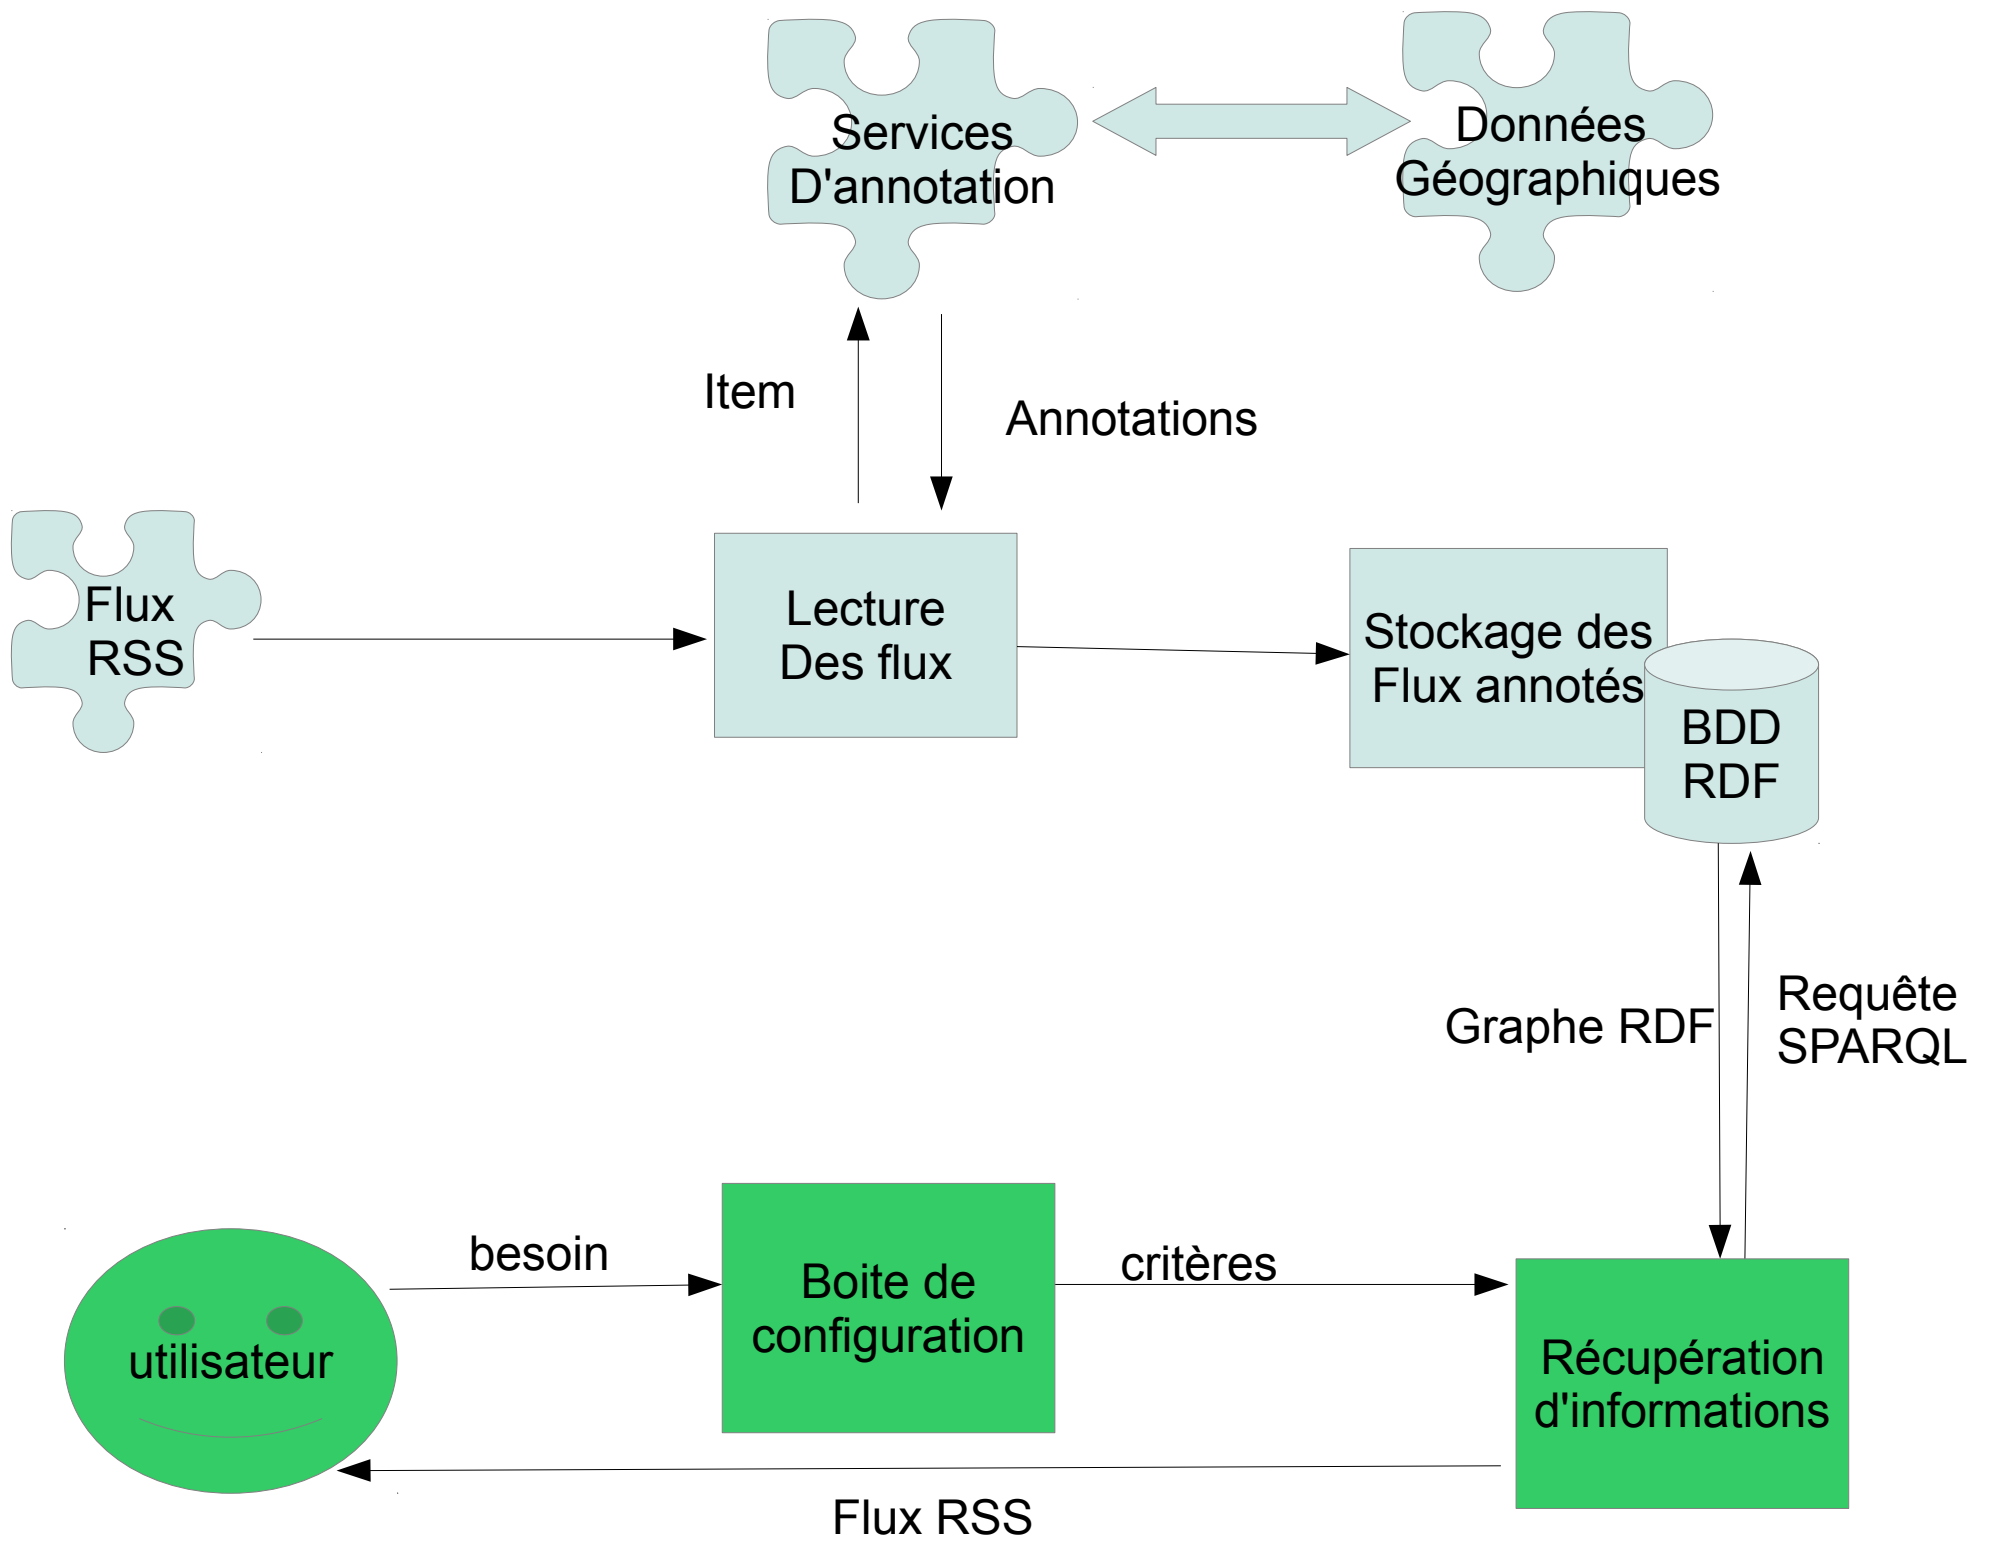 Services
D'annotation
Données
Géographiques
Item
Annotations
Flux
RSS
Lecture
Des flux
Stockage des
Flux annotés
BDD
RDF
Graphe RDF
Requête
SPARQL
utilisateur
besoin
Boite de
configuration
critères
Récupération
d'informations
Flux RSS